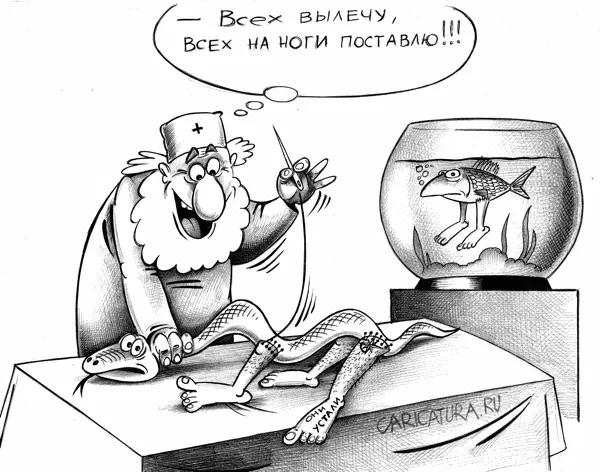 — Всех вылечу,
всех на ноги поставлю!!!
ОНИ
УСТАЛИ
CARICATURA.RU